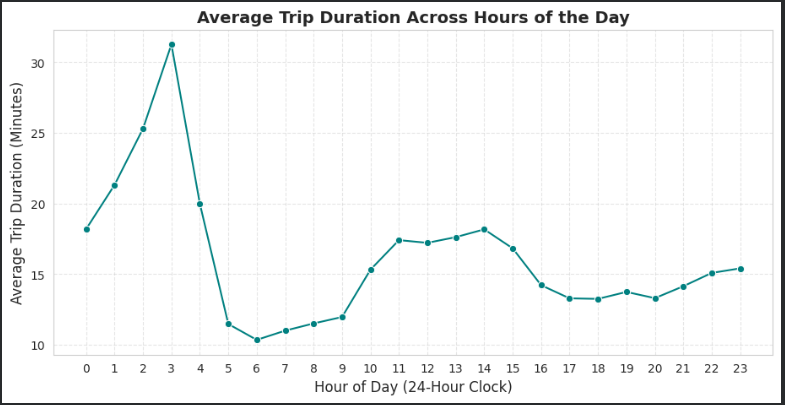 Average Trip Duration Across Hours of the Day
Average Trip Duration (Minutes)
30
25
20
15
10
0 1 2 3 4 5 6 7 8 9 10 11 12 13 14 15 16 17 18 19 20 21 22 23
Hour of Day (24-Hour Clock)